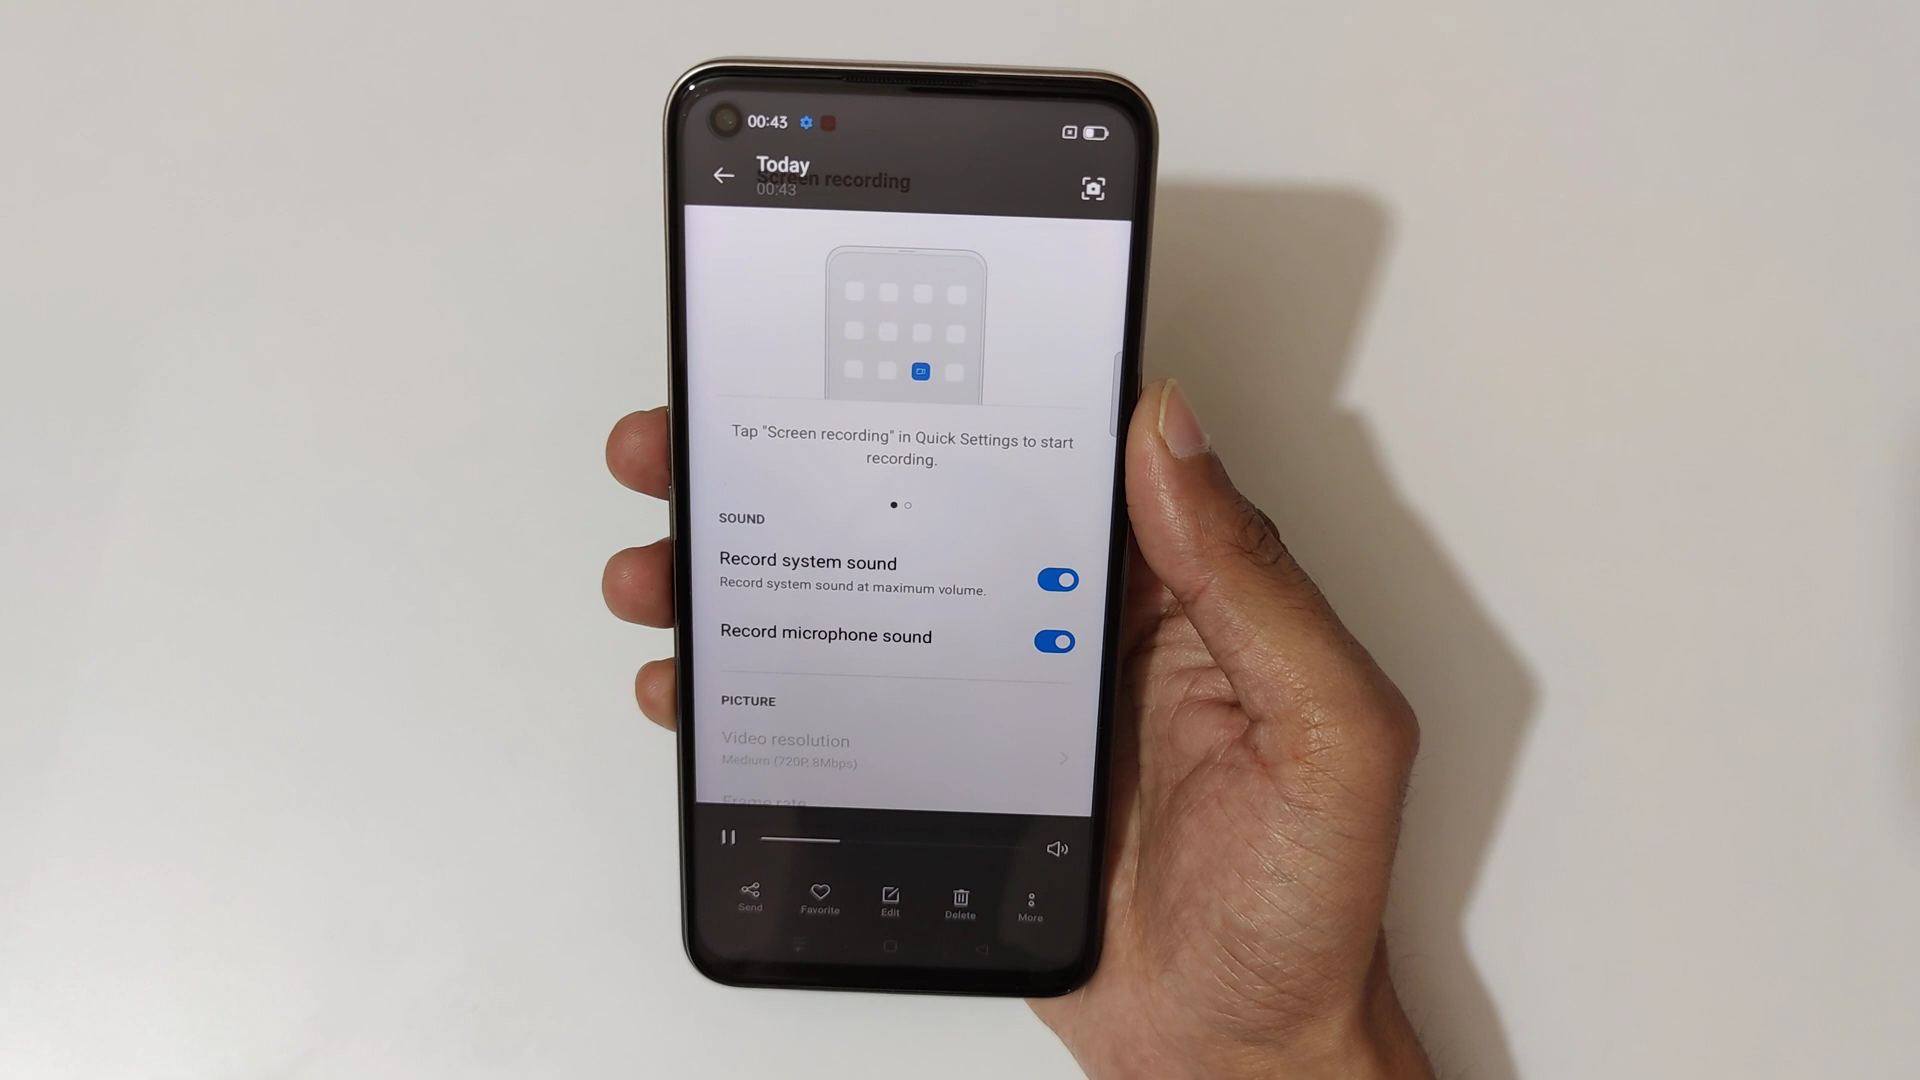 00:43
Today
Screen recording
00:43
Tap "Screen recording" in Quick Settings to start
recording.
SOUND
Record system sound
Record system sound at maximum volume.
Record microphone sound
PICTURE
Video resolution
Medium (720P, 8Mbps)
Frame rate
Send
Favorite
Edit
Delete
More